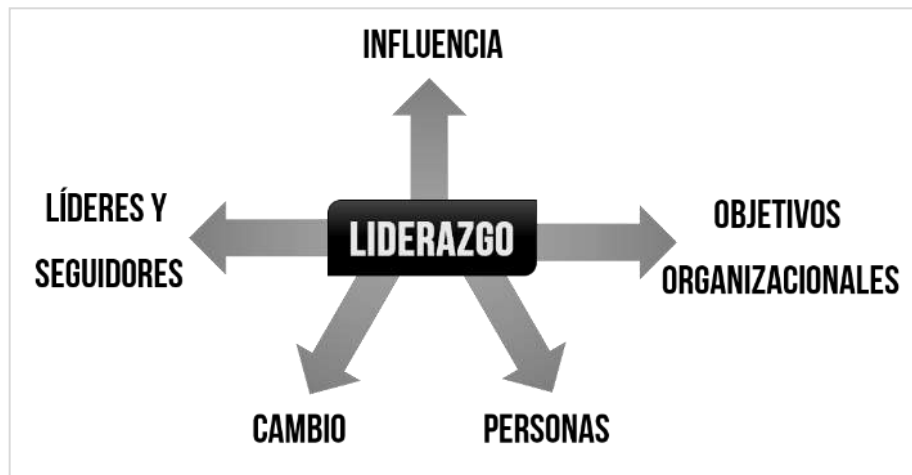 INFLUENCIA
LÍDERES Y
SEGUIDORES
LIDERAZGO
OBJETIVOS
ORGANIZACIONALES
CAMBIO
PERSONAS